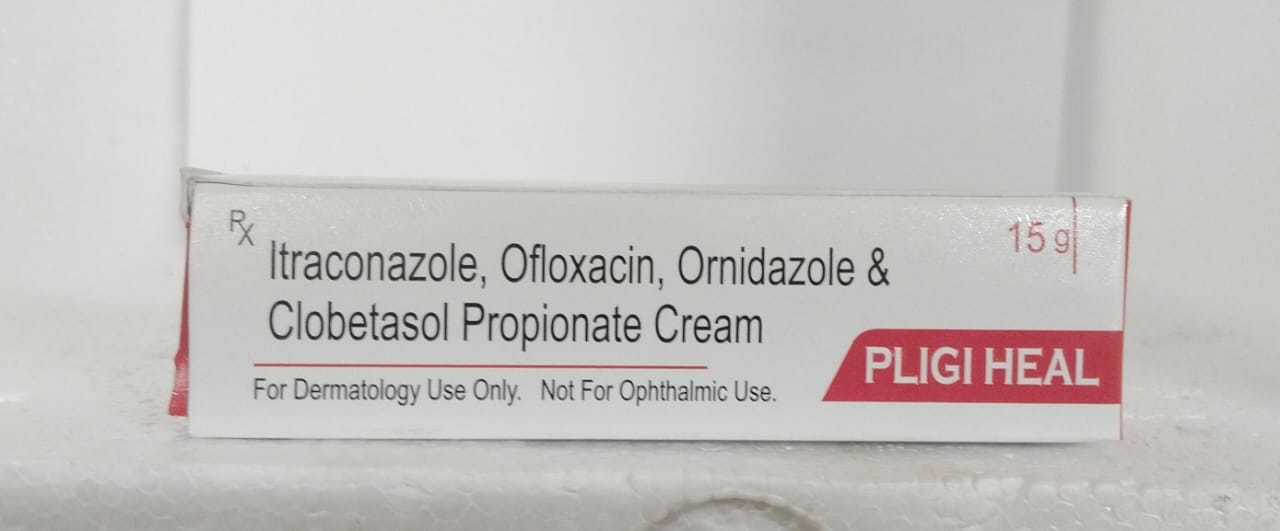 Rx
Itraconazole, Ofloxacin, Ornidazole &
Clobetasol Propionate Cream
For Dermatology Use Only. Not For Ophthalmic Use.
15 g
PLIGI HEAL